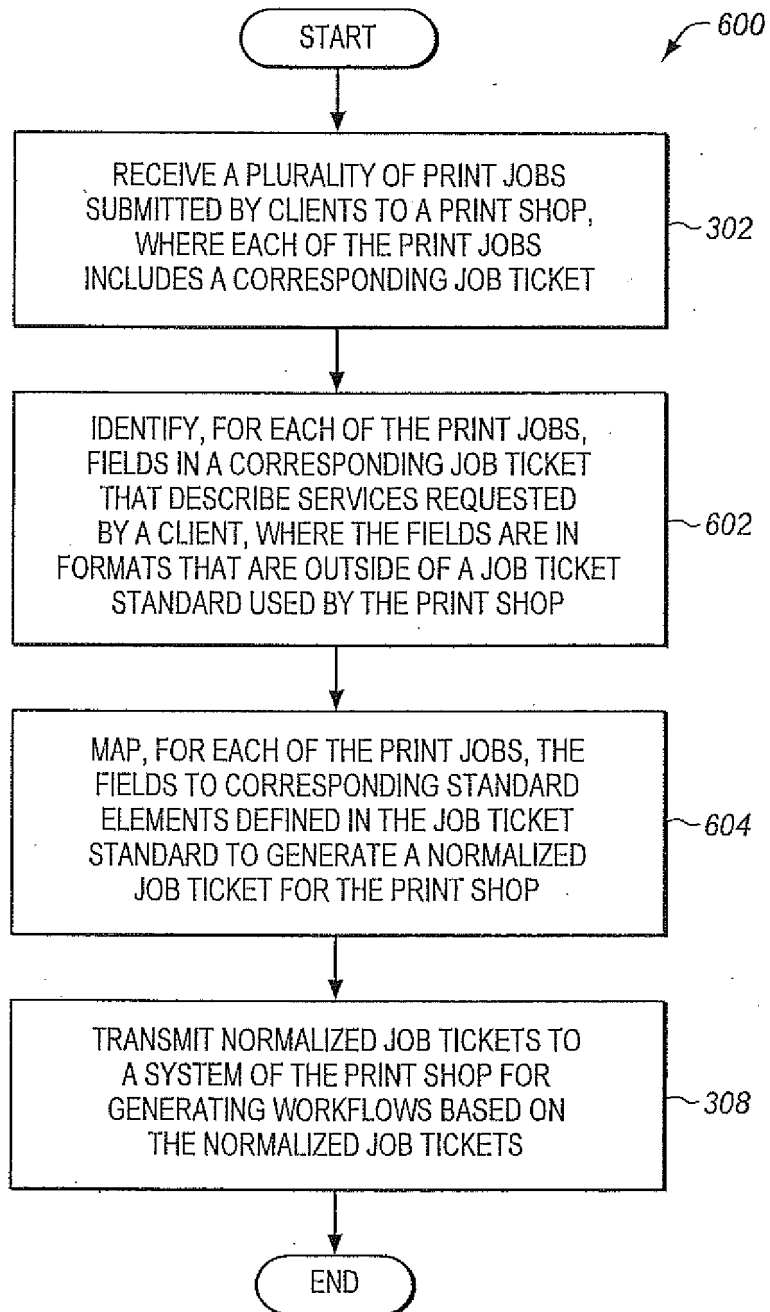 START
600
RECEIVE A PLURALITY OF PRINT JOBS
SUBMITTED BY CLIENTS TO A PRINT SHOP,
WHERE EACH OF THE PRINT JOBS
INCLUDES A CORRESPONDING JOB TICKET
302
IDENTIFY, FOR EACH OF THE PRINT JOBS,
FIELDS IN A CORRESPONDING JOB TICKET
THAT DESCRIBE SERVICES REQUESTED
BY A CLIENT, WHERE THE FIELDS ARE IN
FORMATS THAT ARE OUTSIDE OF A JOB TICKET
STANDARD USED BY THE PRINT SHOP
602
MAP, FOR EACH OF THE PRINT JOBS, THE
FIELDS TO CORRESPONDING STANDARD
ELEMENTS DEFINED IN THE JOB TICKET
STANDARD TO GENERATE A NORMALIZED
JOB TICKET FOR THE PRINT SHOP
604
TRANSMIT NORMALIZED JOB TICKETS TO
A SYSTEM OF THE PRINT SHOP FOR
GENERATING WORKFLOWS BASED ON
THE NORMALIZED JOB TICKETS
308
END